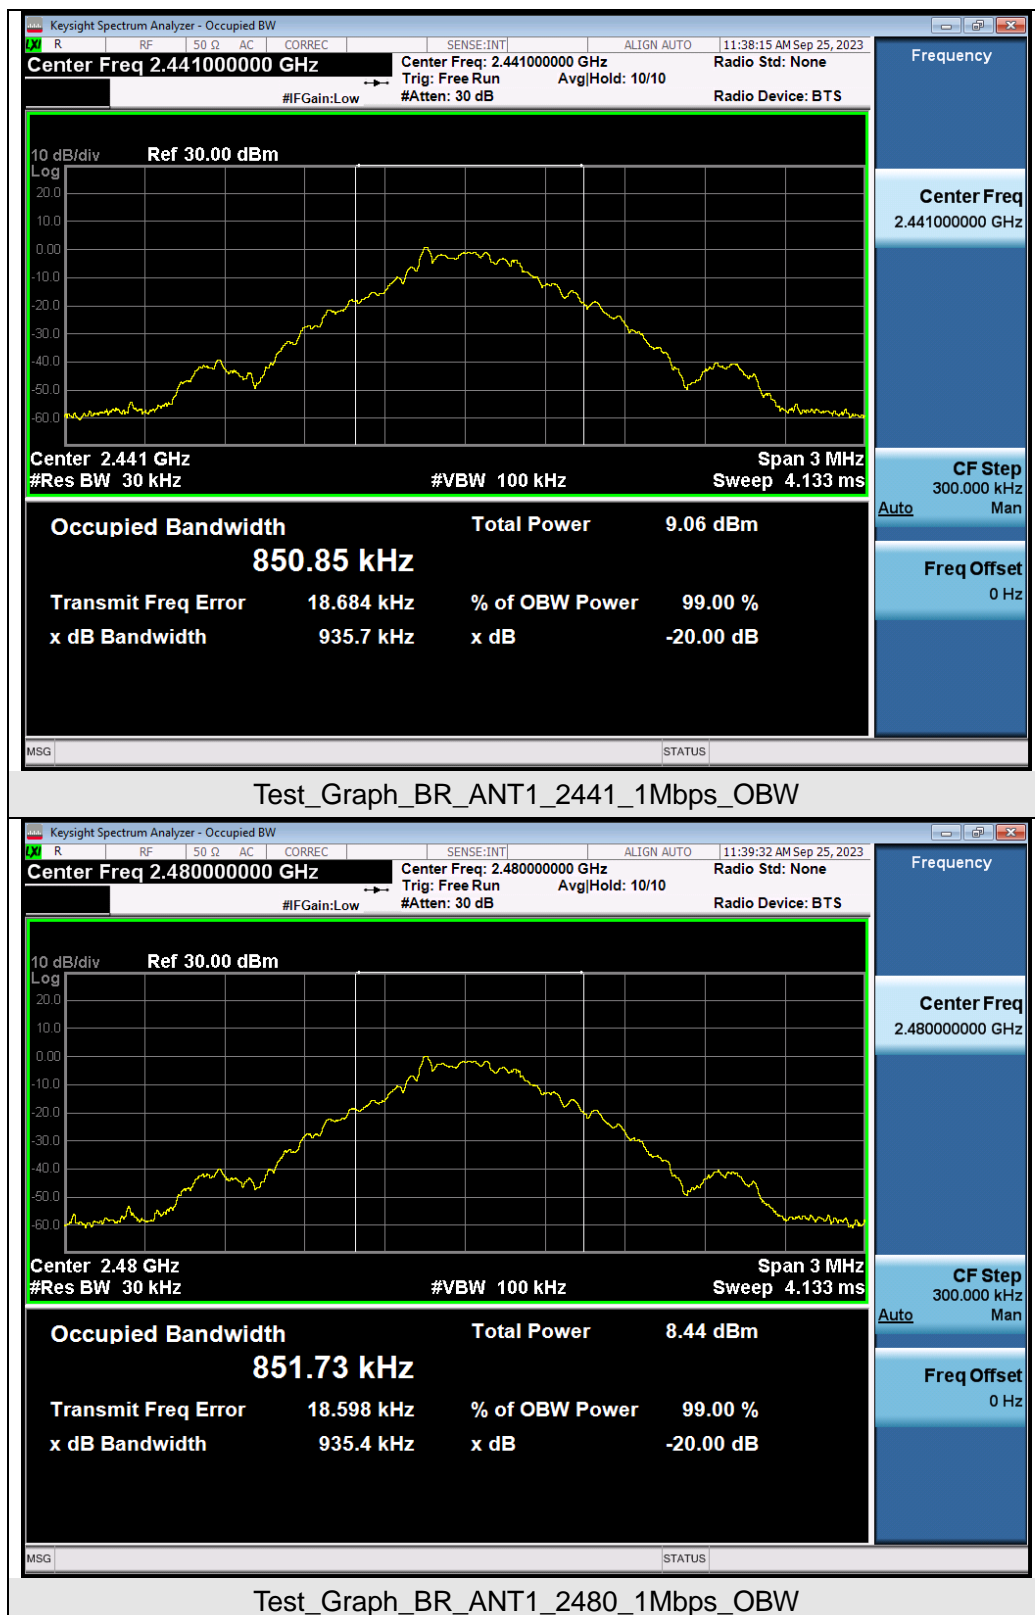 Keysight Spectrum Analyzer - Occupied BW
LXI R RF 50 Ω AC CORREC SENSE:INT ALIGN AUTO 11:38:15 AM Sep 25, 2023
Center Freq 2.441000000 GHz
Center Freq: 2.441000000 GHz
Radio Std: None
Trig: Free Run Avg|Hold: 10/10
#IFGain:Low
#Atten: 30 dB
Radio Device: BTS
Frequency
10 dB/div Ref 30.00 dBm
Log
20.0
10.0
0.00
-10.0
-20.0
-30.0
-40.0
-50.0
-60.0
Center 2.441 GHz Span 3 MHz
#Res BW 30 kHz #VBW 100 kHz Sweep 4.133 ms
Center Freq
2.441000000 GHz
CF Step
300.000 kHz
Auto Man
Freq Offset
0 Hz
Occupied Bandwidth Total Power 9.06 dBm
850.85 kHz
Transmit Freq Error 18.684 kHz % of OBW Power 99.00 %
x dB Bandwidth 935.7 kHz x dB -20.00 dB
MSG STATUS
Test_Graph_BR_ANT1_2441_1Mbps_OBW
Keysight Spectrum Analyzer - Occupied BW
LXI R RF 50 Ω AC CORREC SENSE:INT ALIGN AUTO 11:39:32 AM Sep 25, 2023
Center Freq 2.480000000 GHz
Center Freq: 2.480000000 GHz
Radio Std: None
Trig: Free Run Avg|Hold: 10/10
#IFGain:Low
#Atten: 30 dB
Radio Device: BTS
Frequency
10 dB/div Ref 30.00 dBm
Log
20.0
10.0
0.00
-10.0
-20.0
-30.0
-40.0
-50.0
-60.0
Center 2.48 GHz Span 3 MHz
#Res BW 30 kHz #VBW 100 kHz Sweep 4.133 ms
Center Freq
2.480000000 GHz
CF Step
300.000 kHz
Auto Man
Freq Offset
0 Hz
Occupied Bandwidth Total Power 8.44 dBm
851.73 kHz
Transmit Freq Error 18.598 kHz % of OBW Power 99.00 %
x dB Bandwidth 935.4 kHz x dB -20.00 dB
MSG STATUS
Test_Graph_BR_ANT1_2480_1Mbps_OBW